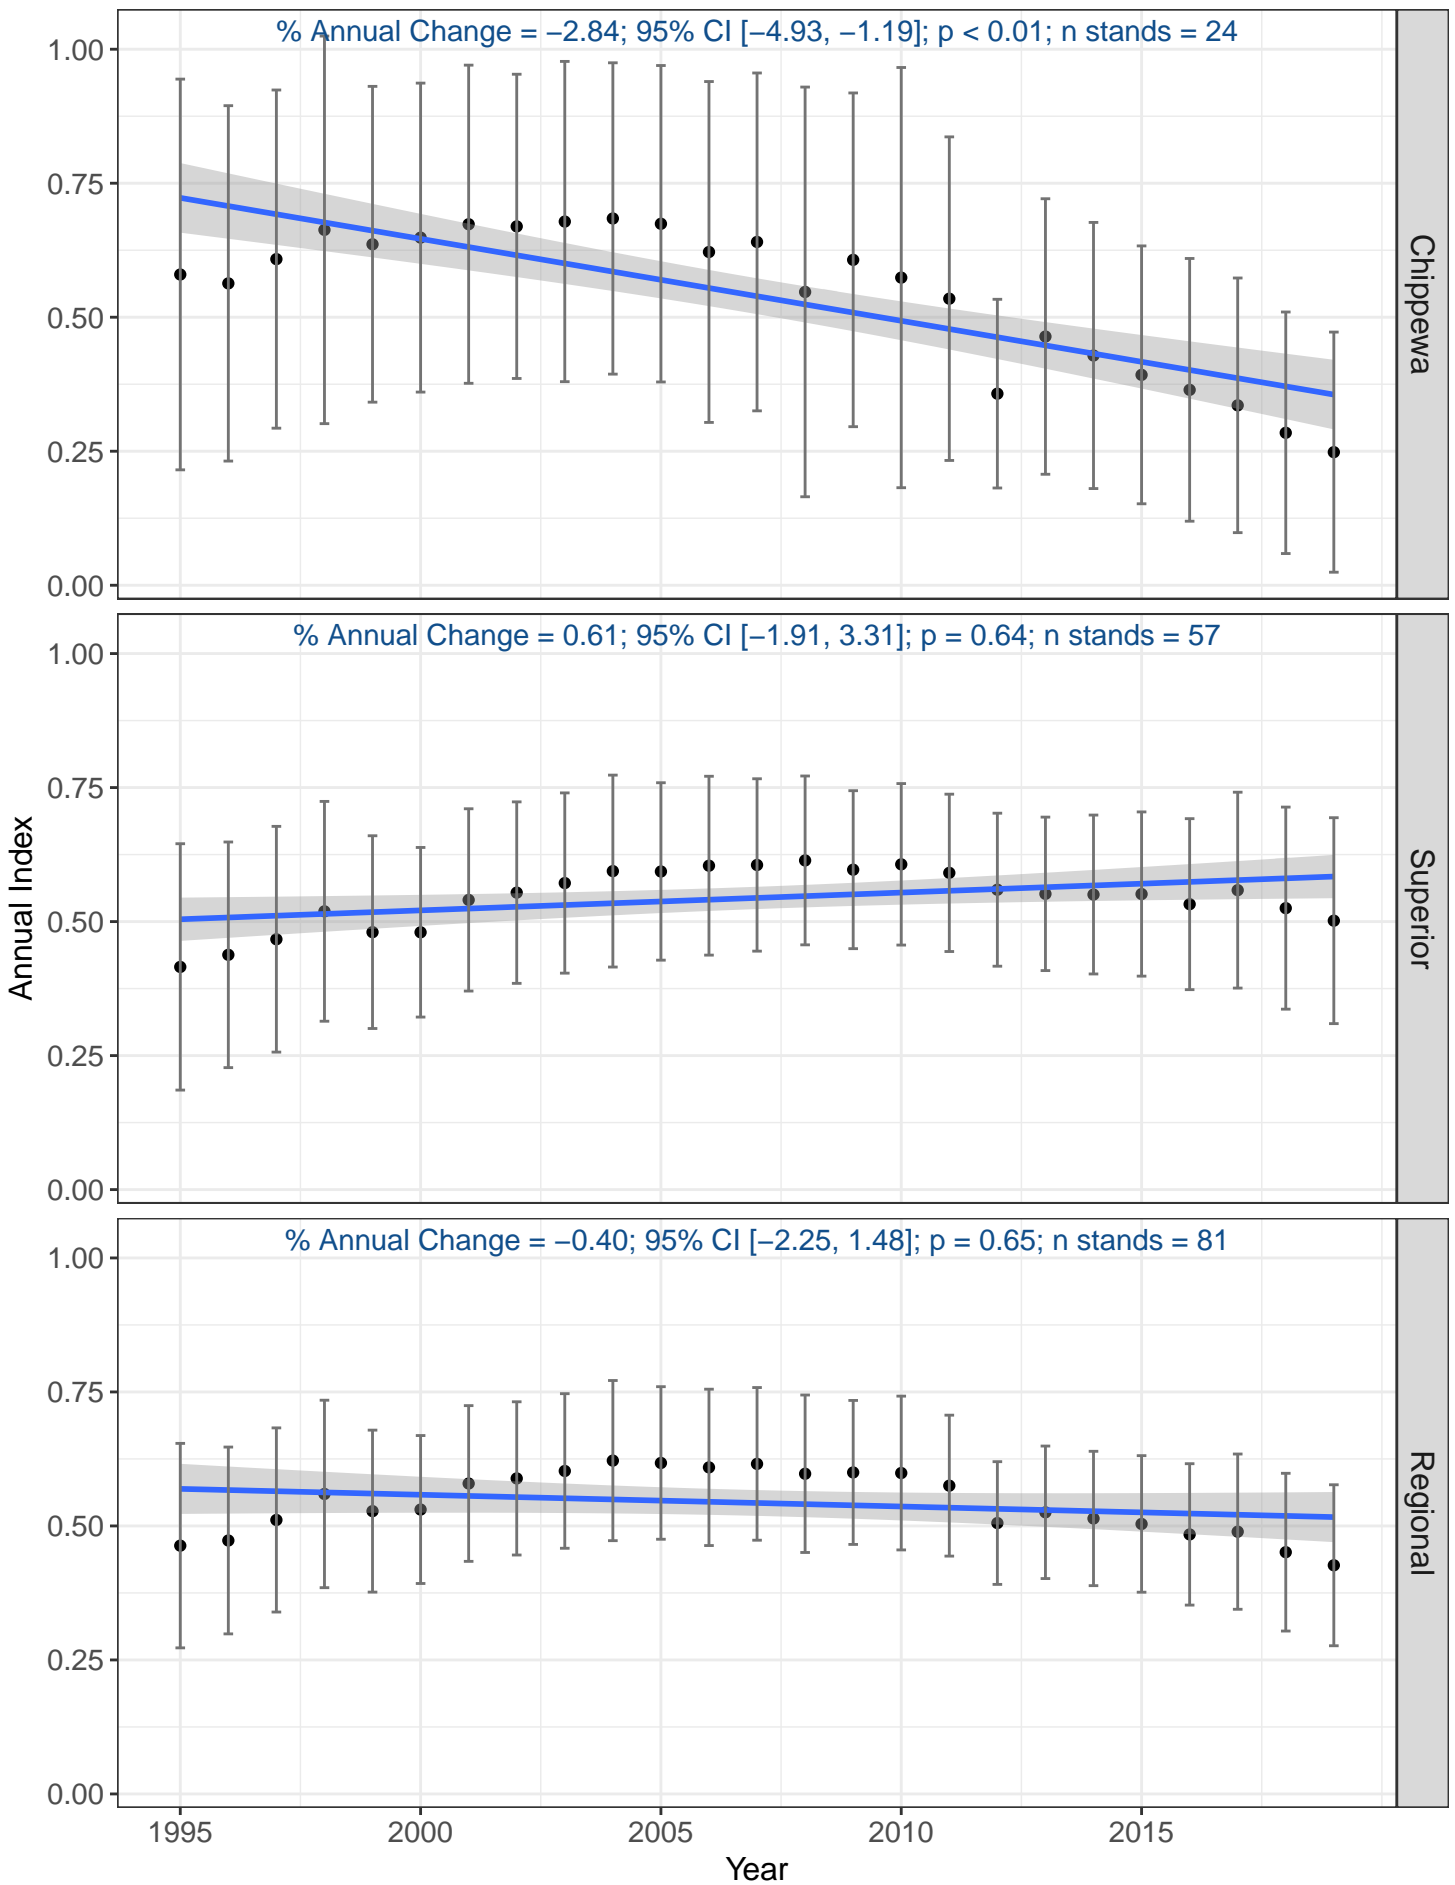 % Annual Change = −2.84; 95% CI [−4.93, −1.19]; p < 0.01; n stands = 24
1.00
0.75
0.50
0.25
0.00
Chippewa
% Annual Change = 0.61; 95% CI [−1.91, 3.31]; p = 0.64; n stands = 57
1.00
0.75
0.50
0.25
0.00
Superior
Annual Index
% Annual Change = −0.40; 95% CI [−2.25, 1.48]; p = 0.65; n stands = 81
1.00
0.75
0.50
0.25
0.00
Regional
1995 2000 2005 2010 2015
Year